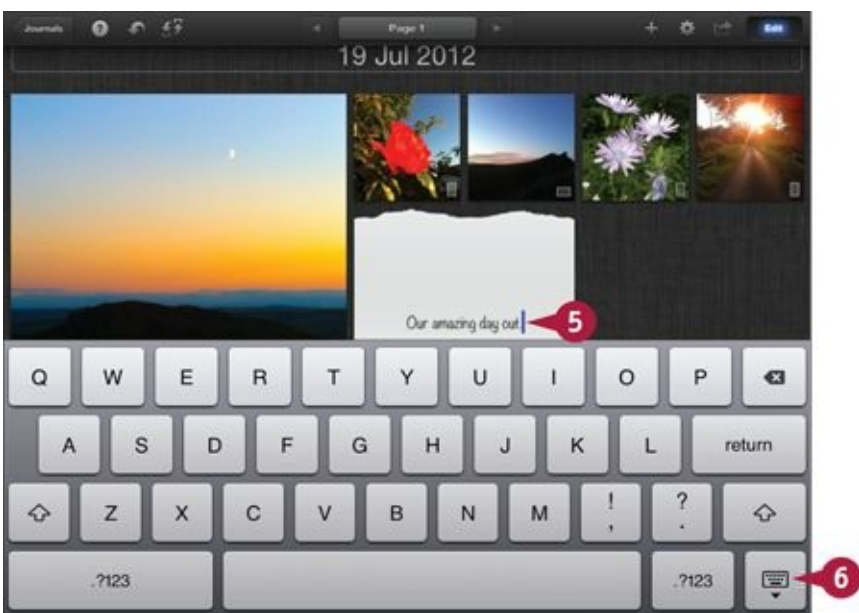 Journals ? Page 1 + Edit
19 Jul 2012
Our amazing day out
5
Q W E R T Y U I O P
A S D F G H J K L return
Z X C V B N M ! , ? .
.?123 .?123
6